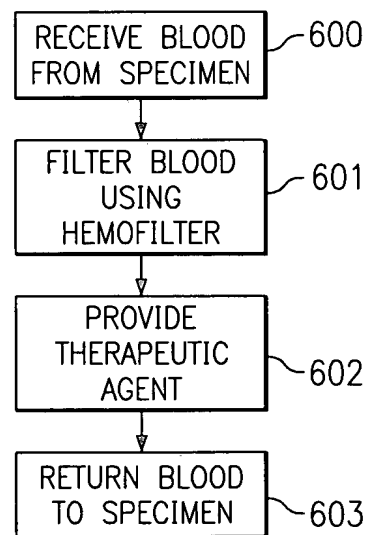 RECEIVE BLOOD
FROM SPECIMEN
600
FILTER BLOOD
USING
HEMOFILTER
601
PROVIDE
THERAPEUTIC
AGENT
602
RETURN BLOOD
TO SPECIMEN
603